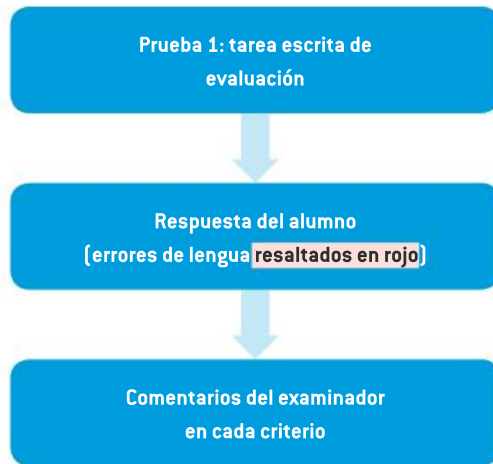 Prueba 1: tarea escrita de
evaluación
Respuesta del alumno
(errores de lengua resaltados en rojo)
Comentarios del examinador
en cada criterio